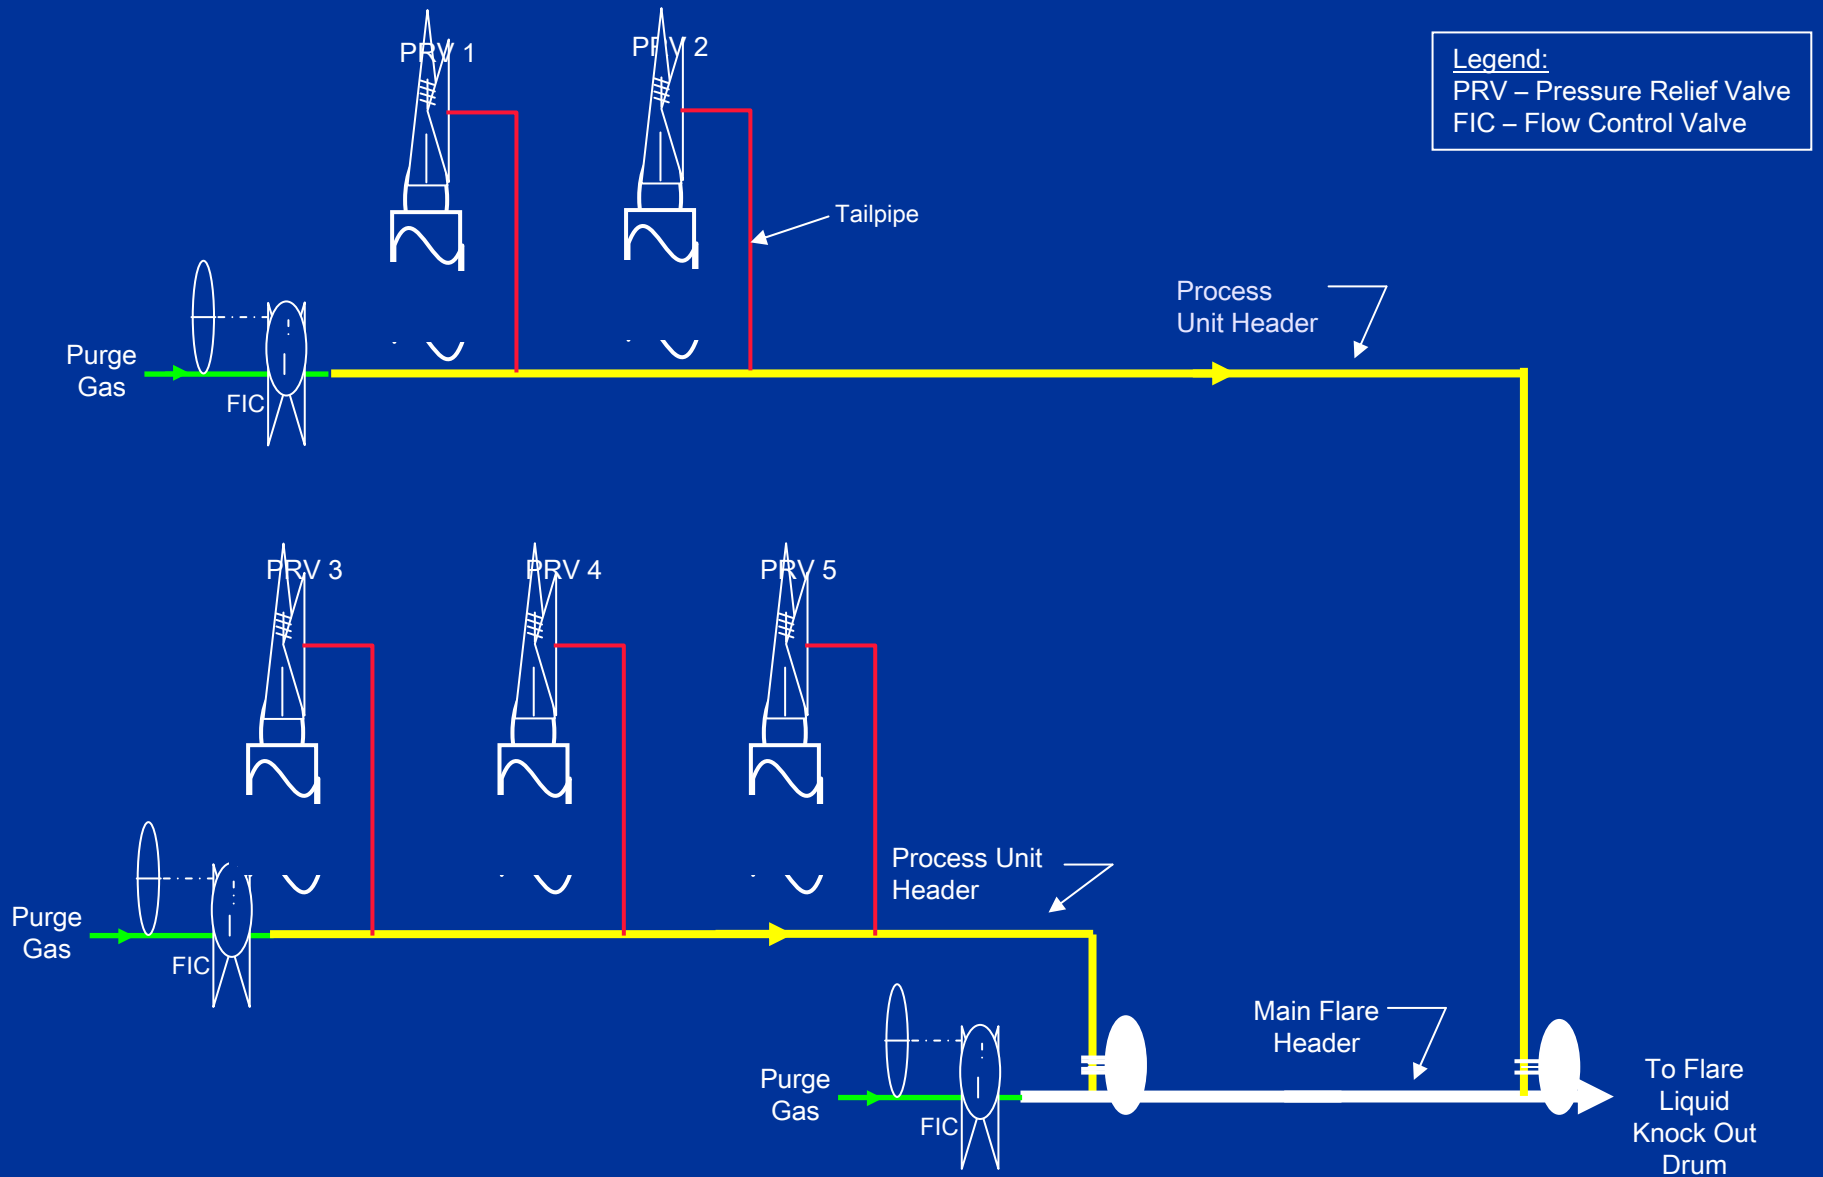 PRV 1
PRV 2
Legend:
PRV – Pressure Relief Valve
FIC – Flow Control Valve
Tailpipe
Process
Unit Header
Purge
Gas
FIC
PRV 3
PRV 4
PRV 5
Process Unit
Header
Purge
Gas
FIC
Main Flare
Header
Purge
Gas
FIC
To Flare
Liquid
Knock Out
Drum